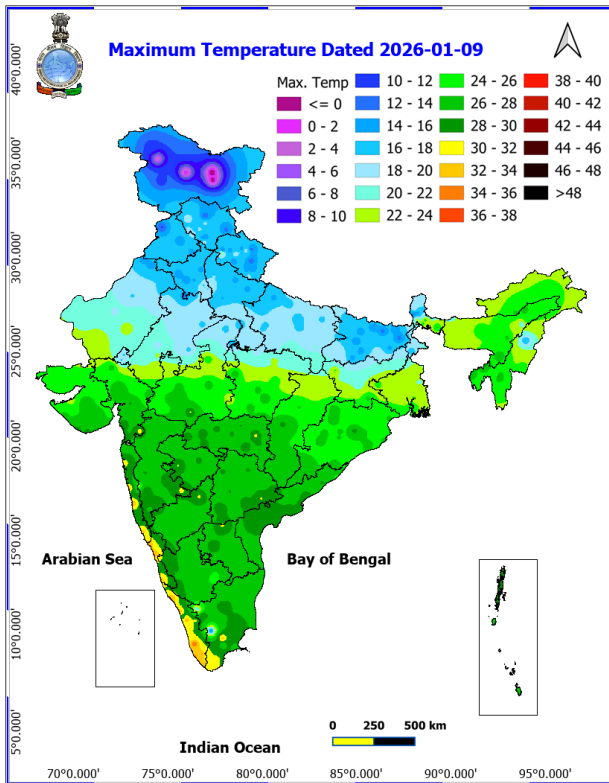 Maximum Temperature Dated 2026-01-09
Max. Temp
<= 0
0 - 2
2 - 4
4 - 6
6 - 8
8 - 10
10 - 12
12 - 14
14 - 16
16 - 18
18 - 20
20 - 22
22 - 24
24 - 26
26 - 28
28 - 30
30 - 32
32 - 34
34 - 36
36 - 38
38 - 40
40 - 42
42 - 44
44 - 46
46 - 48
>48
40°0.000'
35°0.000'
30°0.000'
25°0.000'
20°0.000'
15°0.000'
10°0.000'
5°0.000'
Arabian Sea
Bay of Bengal
0 250 500 km
Indian Ocean
70°0.000' 75°0.000' 80°0.000' 85°0.000' 90°0.000' 95°0.000'